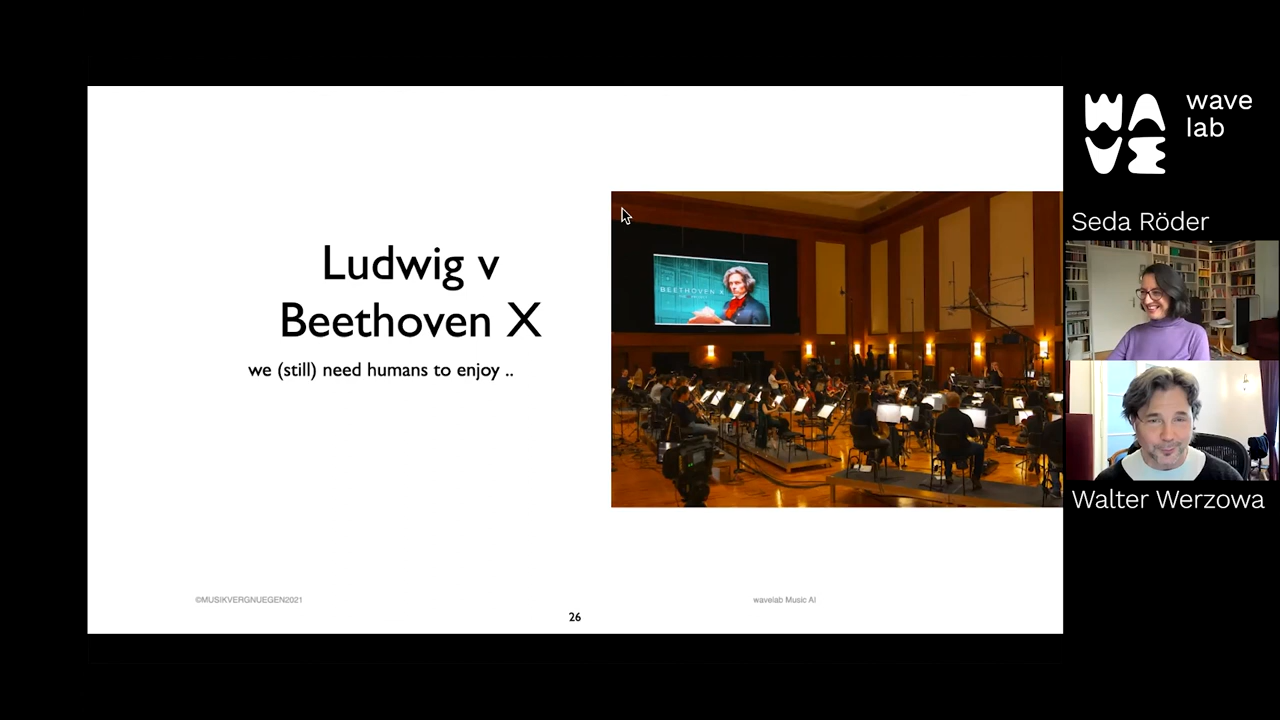 Ludwig v
Beethoven X
we (still) need humans to enjoy ..
BEETHOVEN X
©MUSIKVERGNUEGEN2021
wavelab Music AI
26
WAVE
wave
lab
Seda Röder
Walter Werzowa